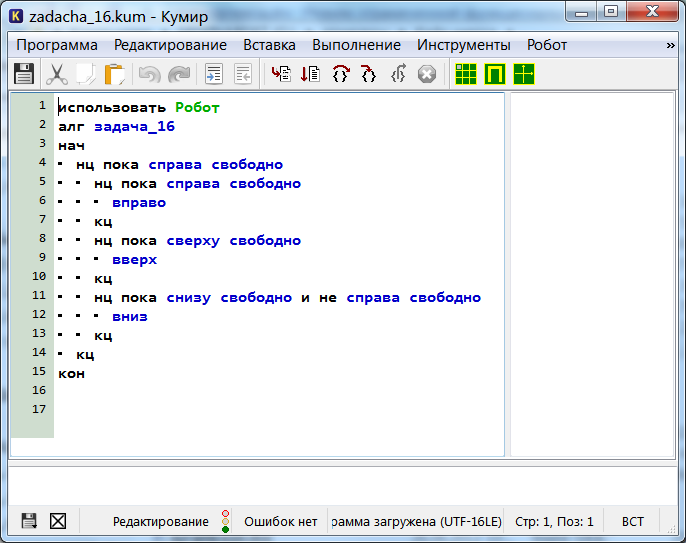 zadacha_16.kum - Кумир
Программа Редактирование Вставка Выполнение Инструменты Робот »
1 использовать Робот
2 алг задача_16
3 нач
4 нц пока справа свободно
5 нц пока справа свободно
6 вправо
7 кц
8 нц пока сверху свободно
9 вверх
10 кц
11 нц пока снизу свободно и не справа свободно
12 вниз
13 кц
14 кц
15 кон
16
17
Редактирование Ошибок нет рамма загружена (UTF-16LE) Стр: 1, Поз: 1 ВСТ